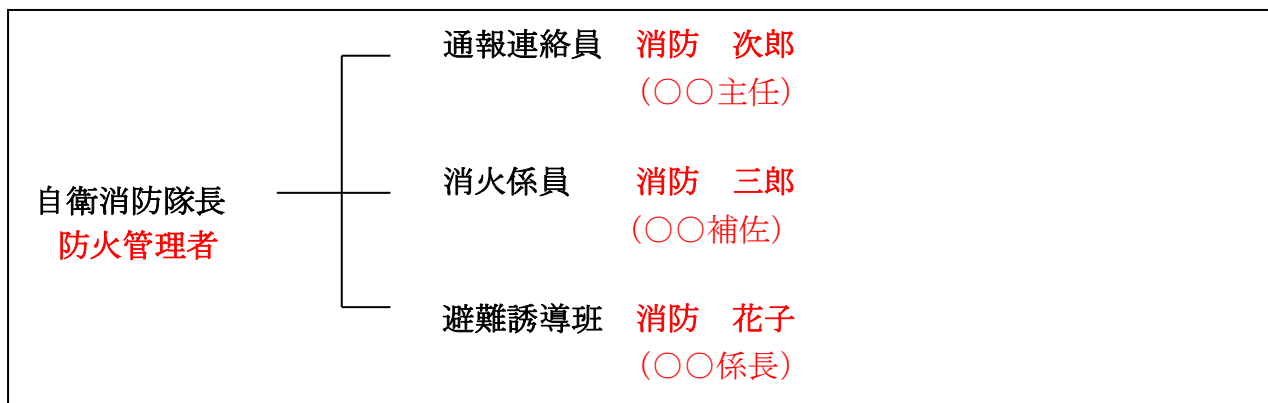 通報連絡員　消防　次郎
（○○主任）
消火係員　消防　三郎
（○○補佐）
自衛消防隊長
防火管理者
避難誘導班　消防　花子
（○○係長）